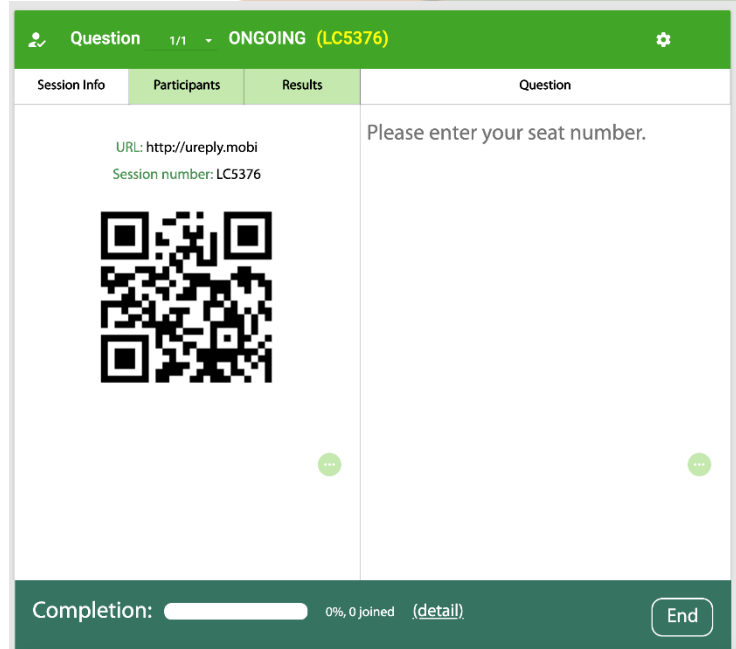 Question 1/1 ONGOING (LC5376)
Session Info Participants Results Question
URL: http://ureply.mobi
Session number: LC5376
Please enter your seat number.
Completion: 0%, 0 joined (detail) End